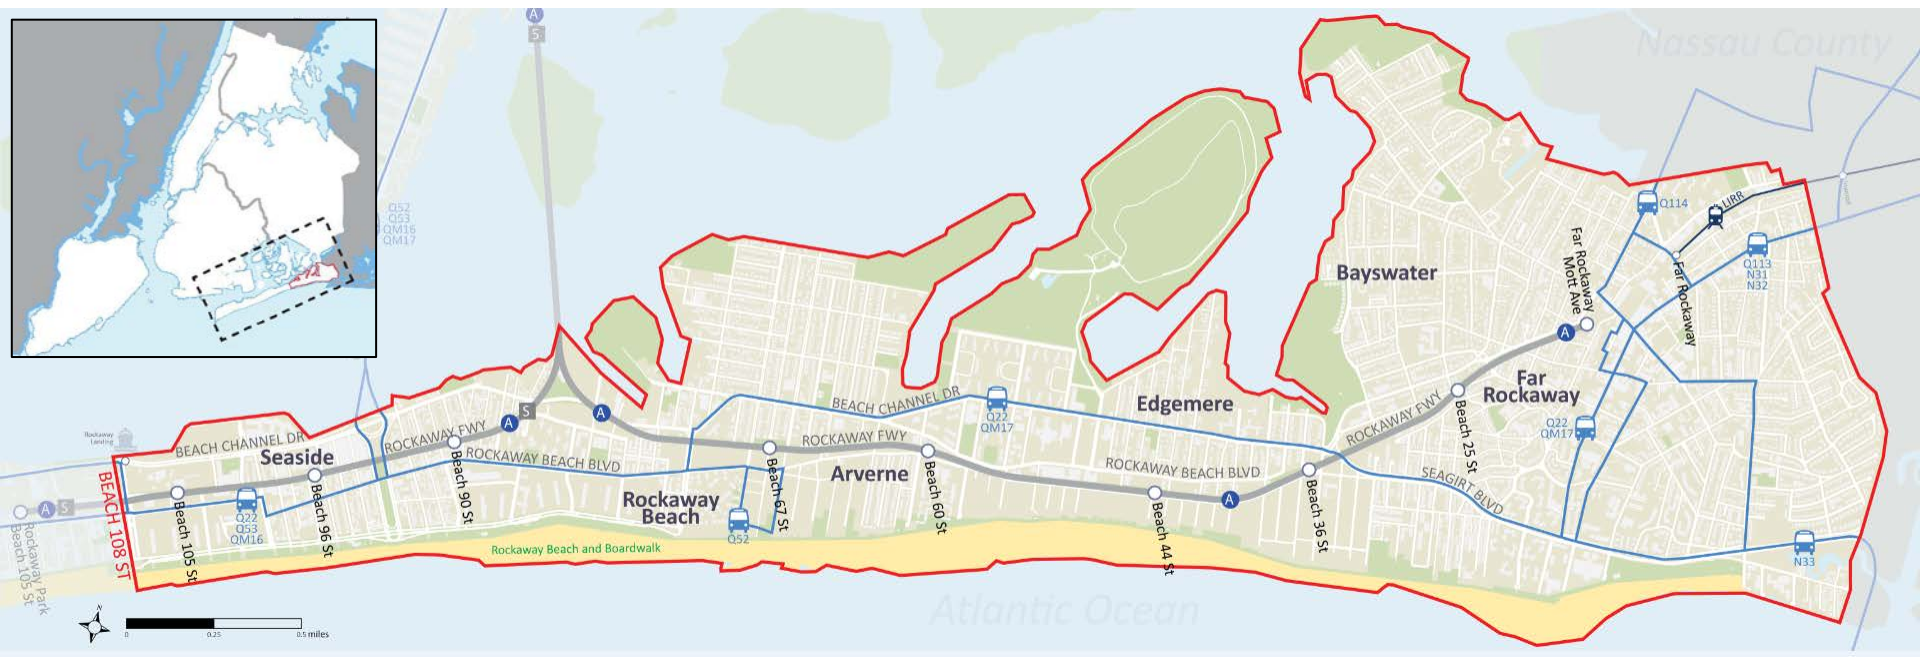 A
S
Nassau County
Q52
Q53
QM16
QM17
Q114
LIRR
Q113
N31
N32
Far Rockaway
Mott Ave
Far Rockaway
Bayswater
A
Far
Rockaway
BEACH CHANNEL DR
Q22
QM17
Edgemere
ROCKAWAY FWY
Beach 25 St
Q22
QM17
Rockaway
Landing
BEACH CHANNEL DR
Seaside
ROCKAWAY FWY
A
S
A
ROCKAWAY FWY
ROCKAWAY BEACH BLVD
Arverne
ROCKAWAY BEACH BLVD
SEAGIRT BLVD
BEACH 108 ST
A
S
Rockaway Park
Beach 105 St
Beach 105 St
Q22
Q53
QM16
Beach 96 St
Beach 90 St
Rockaway
Beach
Q52
Beach 67 St
Beach 60 St
Beach 44 St
A
Beach 36 St
N33
Rockaway Beach and Boardwalk
Atlantic Ocean
N
0
0.25
0.5 miles